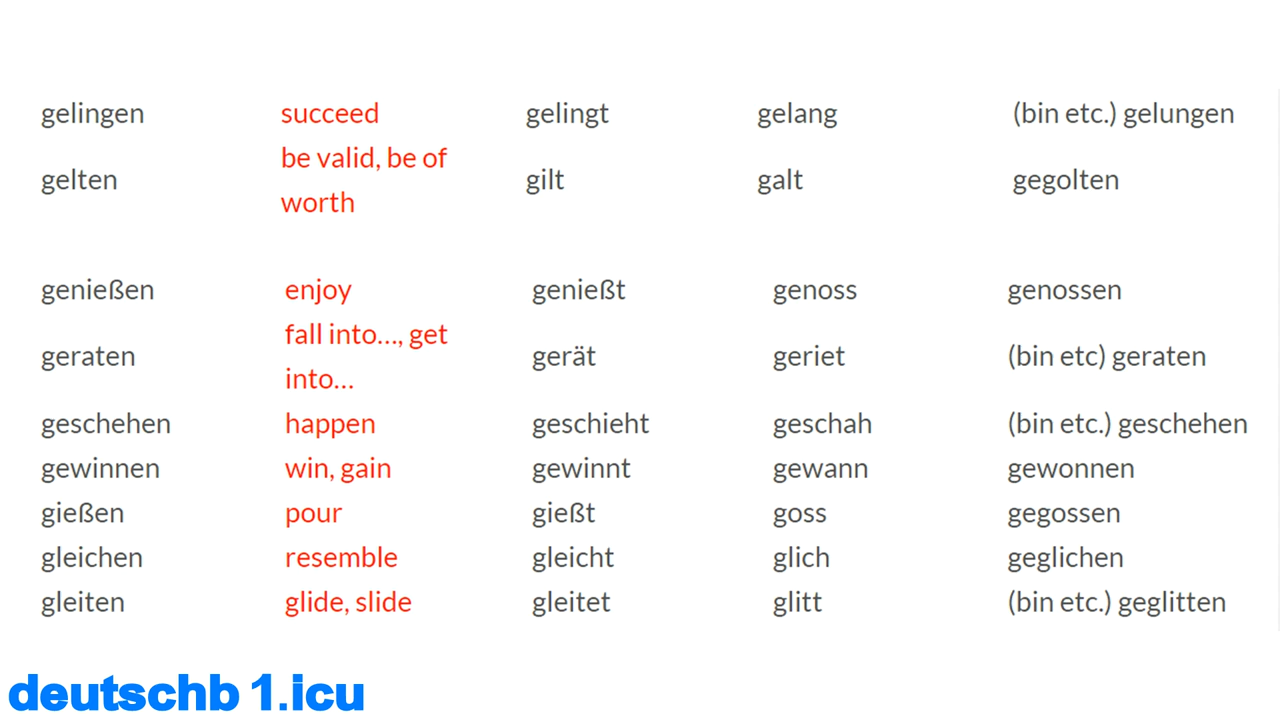 gelingen succeed gelingt gelang (bin etc.) gelungen
be valid, be of
gelten gilt galt gegolten
worth
genießen enjoy genießt genoss genossen
fall into..., get
geraten gerät geriet (bin etc) geraten
into...
geschehen happen geschieht geschah (bin etc.) geschehen
gewinnen win, gain gewinnt gewann gewonnen
gießen pour gießt goss gegossen
gleichen resemble gleicht glich geglichen
gleiten glide, slide gleitet glitt (bin etc.) geglitten
deutschb 1.icu